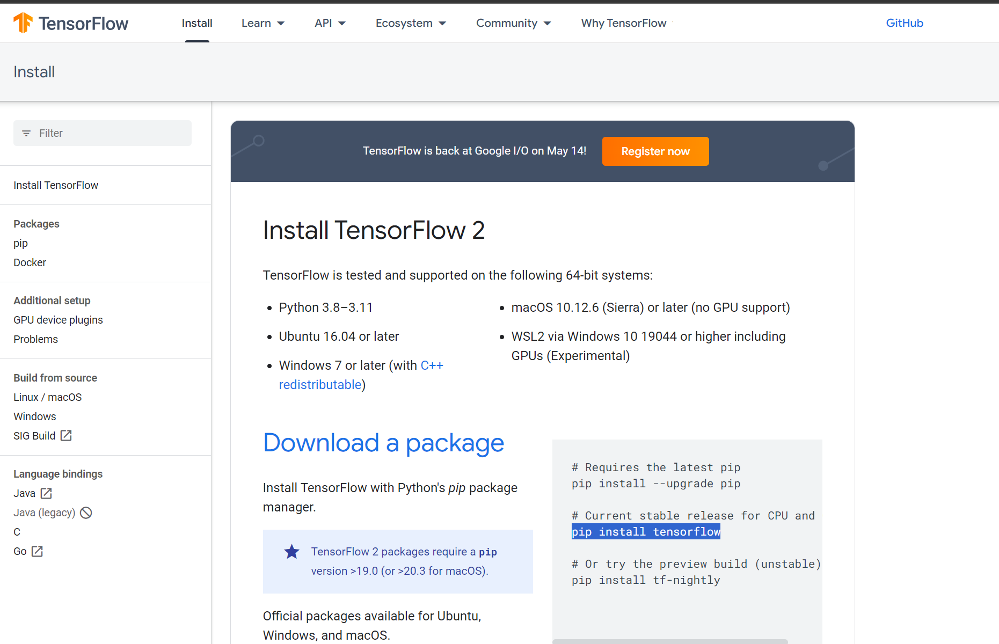 TensorFlow
Install
Learn
API
Ecosystem
Community
Why TensorFlow
GitHub
Install
Filter
Install TensorFlow
Packages
pip
Docker
Additional setup
GPU device plugins
Problems
Build from source
Linux / macOS
Windows
SIG Build
Language bindings
Java
Java (legacy)
C
Go
TensorFlow is back at Google I/O on May 14!
Register now
Install TensorFlow 2
TensorFlow is tested and supported on the following 64-bit systems:
Python 3.8–3.11
Ubuntu 16.04 or later
Windows 7 or later (with C++
redistributable)
macOS 10.12.6 (Sierra) or later (no GPU support)
WSL2 via Windows 10 19044 or higher including
GPUs (Experimental)
Download a package
Install TensorFlow with Python's pip package
manager.
TensorFlow 2 packages require a pip
version >19.0 (or >20.3 for macOS).
Official packages available for Ubuntu,
Windows, and macOS.
# Requires the latest pip
pip install --upgrade pip
# Current stable release for CPU and
pip install tensorflow
# Or try the preview build (unstable)
pip install tf-nightly